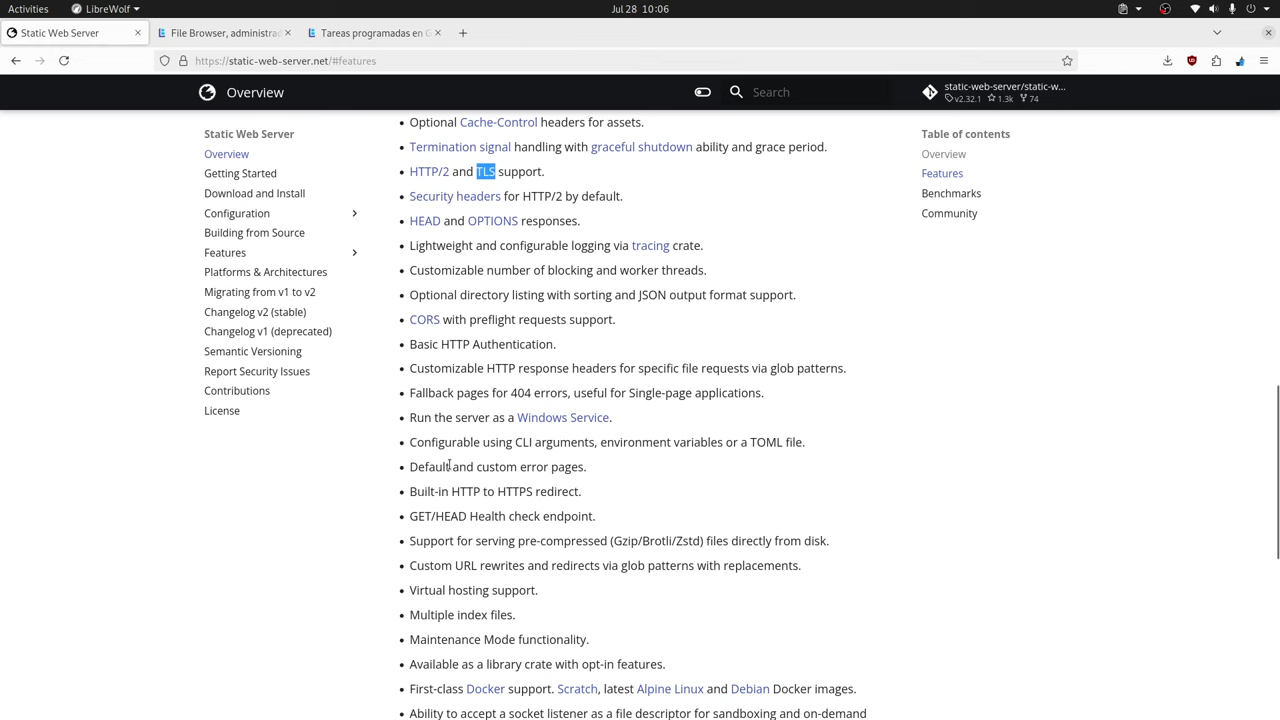 Activities
LibreWolf
Jul 28 10:06
Static Web Server
File Browser, administrad
Tareas programadas en G
https://static-web-server.net/#features
Overview
Search
static-web-server/static-w...
v2.32.1 1.3k 74
Static Web Server
Overview
Getting Started
Download and Install
Configuration
Building from Source
Features
Platforms & Architectures
Migrating from v1 to v2
Changelog v2 (stable)
Changelog v1 (deprecated)
Semantic Versioning
Report Security Issues
Contributions
License
• Optional Cache-Control headers for assets.
• Termination signal handling with graceful shutdown ability and grace period.
• HTTP/2 and TLS support.
• Security headers for HTTP/2 by default.
• HEAD and OPTIONS responses.
• Lightweight and configurable logging via tracing crate.
• Customizable number of blocking and worker threads.
• Optional directory listing with sorting and JSON output format support.
• CORS with preflight requests support.
• Basic HTTP Authentication.
• Customizable HTTP response headers for specific file requests via glob patterns.
• Fallback pages for 404 errors, useful for Single-page applications.
• Run the server as a Windows Service.
• Configurable using CLI arguments, environment variables or a TOML file.
• Default and custom error pages.
• Built-in HTTP to HTTPS redirect.
• GET/HEAD Health check endpoint.
• Support for serving pre-compressed (Gzip/Brotli/Zstd) files directly from disk.
• Custom URL rewrites and redirects via glob patterns with replacements.
• Virtual hosting support.
• Multiple index files.
• Maintenance Mode functionality.
• Available as a library crate with opt-in features.
• First-class Docker support. Scratch, latest Alpine Linux and Debian Docker images.
• Ability to accept a socket listener as a file descriptor for sandboxing and on-demand
Table of contents
Overview
Features
Benchmarks
Community